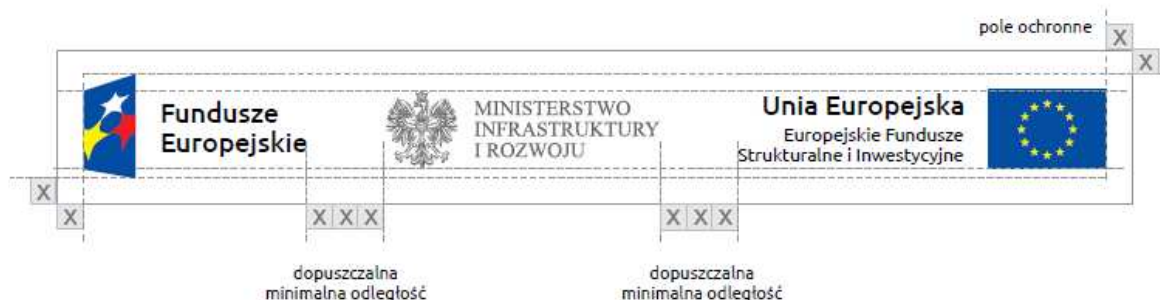 pole ochronne X
X
Fundusze
Europejskie
MINISTERSTWO
INFRASTRUKTURY
I ROZWOJU
Unia Europejska
Europejskie Fundusze
Strukturalne i Inwestycyjne
X
X
X X X
X X X
dopuszczalna
minimalna odległość
dopuszczalna
minimalna odległość